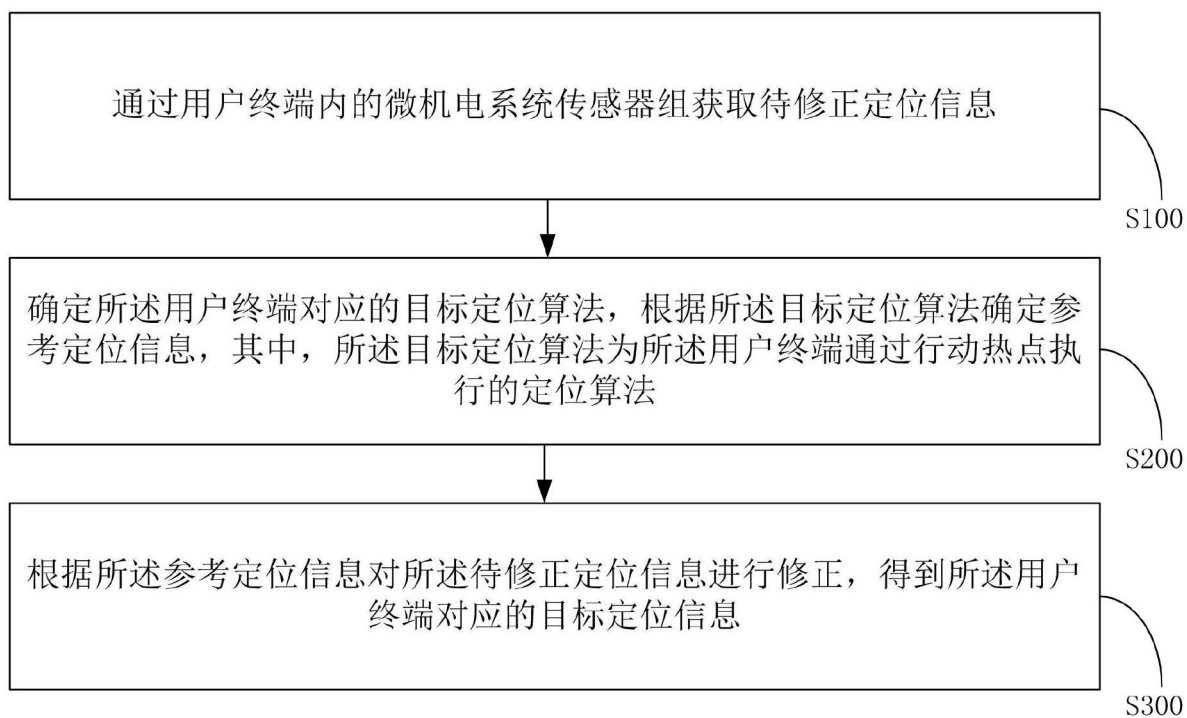 通过用户终端内的微机电系统传感器组获取待修正定位信息
S100
确定所述用户终端对应的目标定位算法，根据所述目标定位算法确定参
考定位信息，其中，所述目标定位算法为所述用户终端通过行动热点执
行的定位算法
S200
根据所述参考定位信息对所述待修正定位信息进行修正，得到所述用户
终端对应的目标定位信息
S300